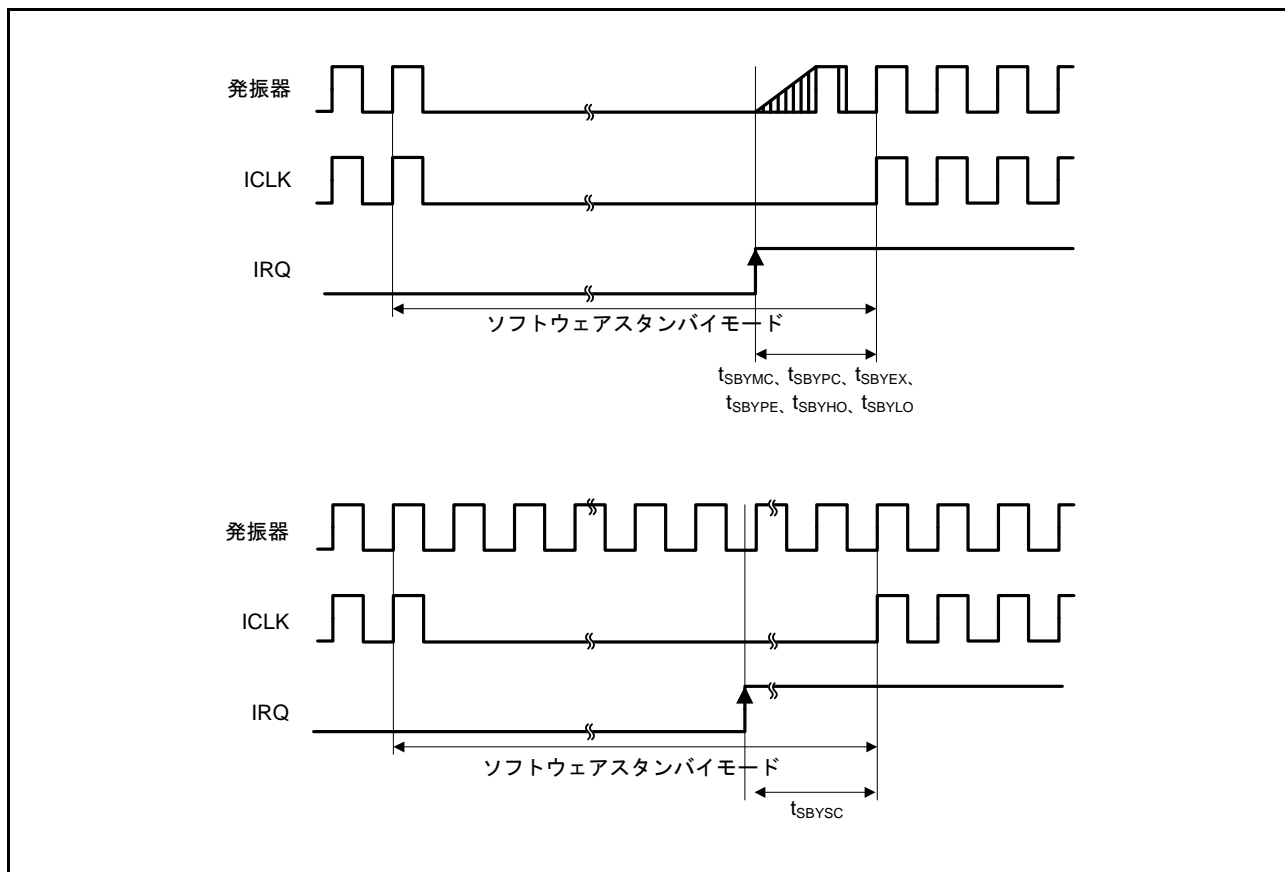 発振器
ICLK
IRQ
ソフトウェアスタンバイモード
tSBYMC、tSBYPC、tSBYEX、
tSBYPE、tSBYHO、tSBYLO
発振器
ICLK
IRQ
ソフトウェアスタンバイモード
tSBYSC